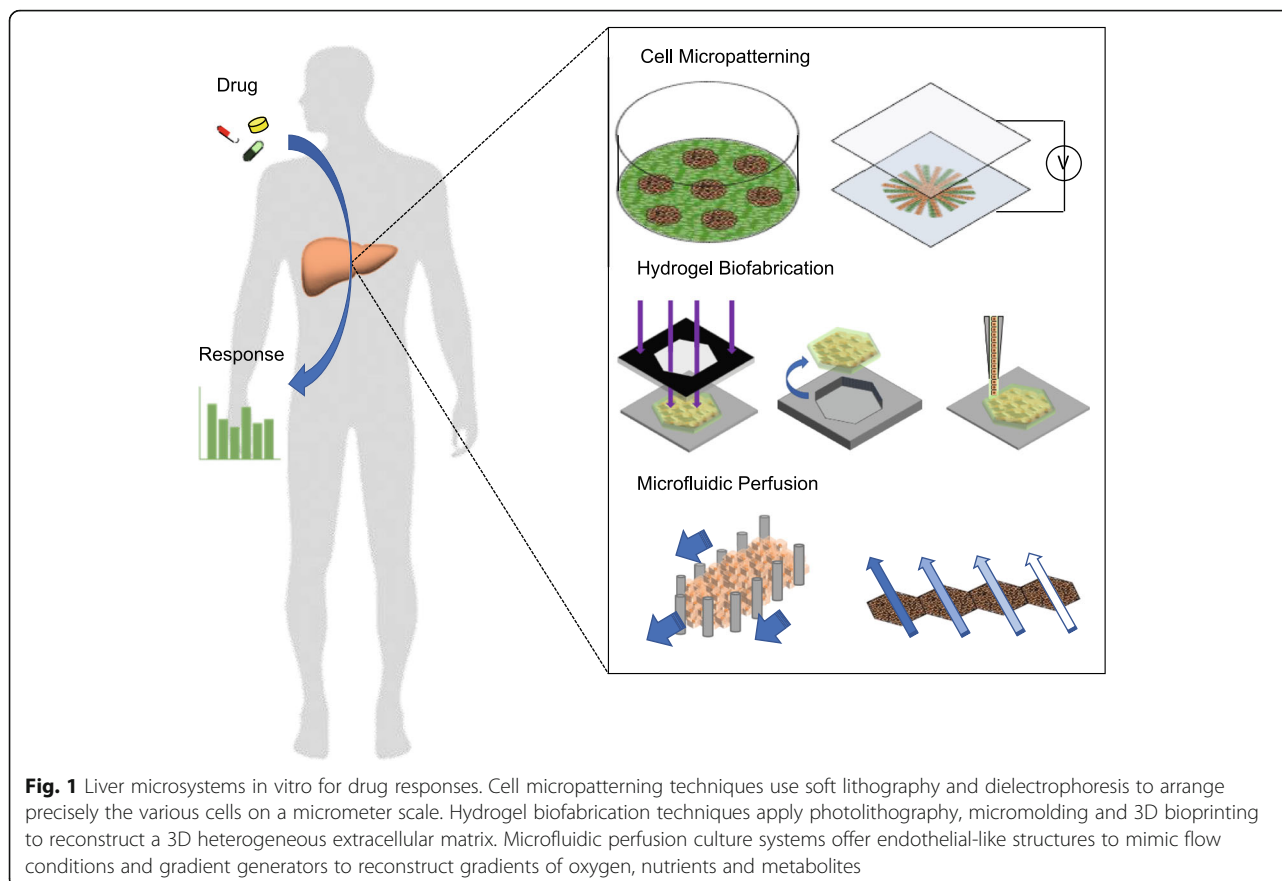 Drug
Response
Cell Micropatterning
V
Hydrogel Biofabrication
Microfluidic Perfusion
Fig. 1 Liver microsystems in vitro for drug responses. Cell micropatterning techniques use soft lithography and dielectrophoresis to arrange
precisely the various cells on a micrometer scale. Hydrogel biofabrication techniques apply photolithography, micromolding and 3D bioprinting
to reconstruct a 3D heterogeneous extracellular matrix. Microfluidic perfusion culture systems offer endothelial-like structures to mimic flow
conditions and gradient generators to reconstruct gradients of oxygen, nutrients and metabolites